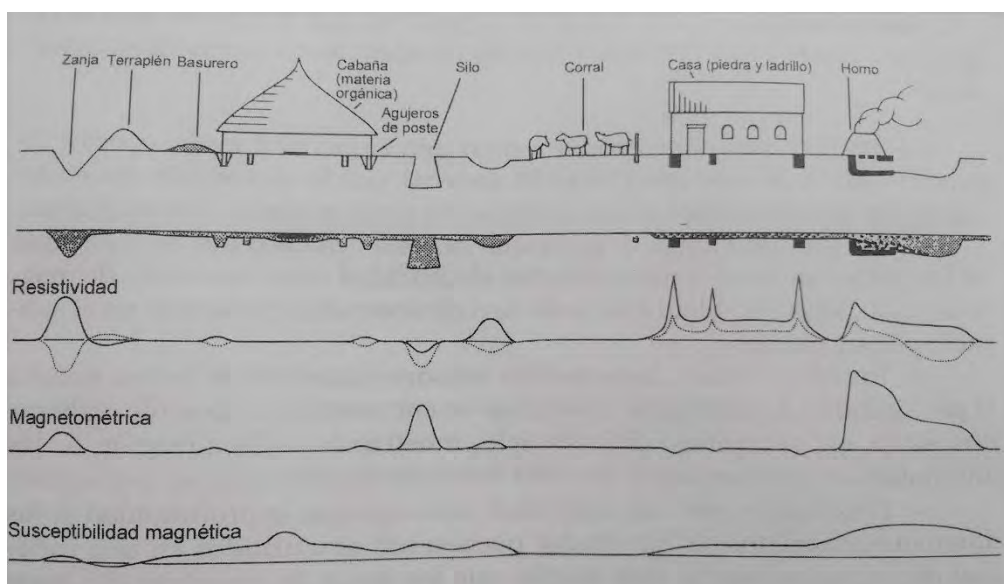 Zanja Terraplén Basurero
Cabaña
(materia
orgánica)
Agujeros
de poste
Silo
Corral
Casa (piedra y ladrillo)
Horno
Resistividad
Magnetométrica
Susceptibilidad magnética